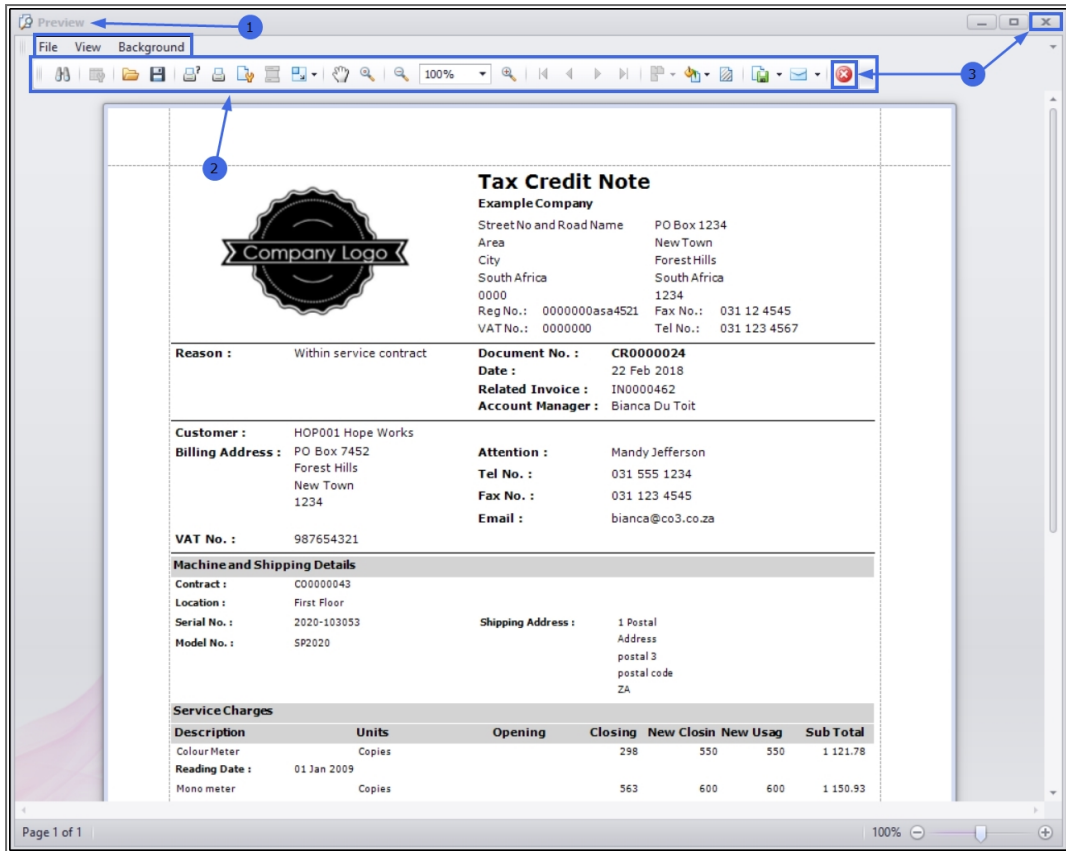 Preview
1
File View Background
3
100%
2
Company Logo
Tax Credit Note
Example Company
Street No and Road Name PO Box 1234
Area New Town
City Forest Hills
South Africa South Africa
0000 1234
Reg No.: 0000000asa4521 Fax No.: 031 12 4545
VAT No.: 0000000 Tel No.: 031 123 4567
Reason : Within service contract Document No. : CR0000024
Date : 22 Feb 2018
Related Invoice : IN0000462
Account Manager : Bianca Du Toit
Customer : HOP001 Hope Works
Billing Address : PO Box 7452 Attention : Mandy Jefferson
Forest Hills
Tel No. : 031 555 1234
New Town
Fax No. : 031 123 4545
1234
Email : bianca@co3.co.za
VAT No. : 987654321
Machine and Shipping Details
Contract : CO0000043
Location : First Floor
Serial No. : 2020-103053 Shipping Address : 1 Postal
Model No. : SP2020 Address
postal 3
postal code
ZA
Service Charges
Description Units Opening Closing New Closin New Usag Sub Total
Colour Meter Copies 298 550 550 1 121.78
Reading Date : 01 Jan 2009
Mono meter Copies 563 600 600 1 150.93
Page 1 of 1 100%